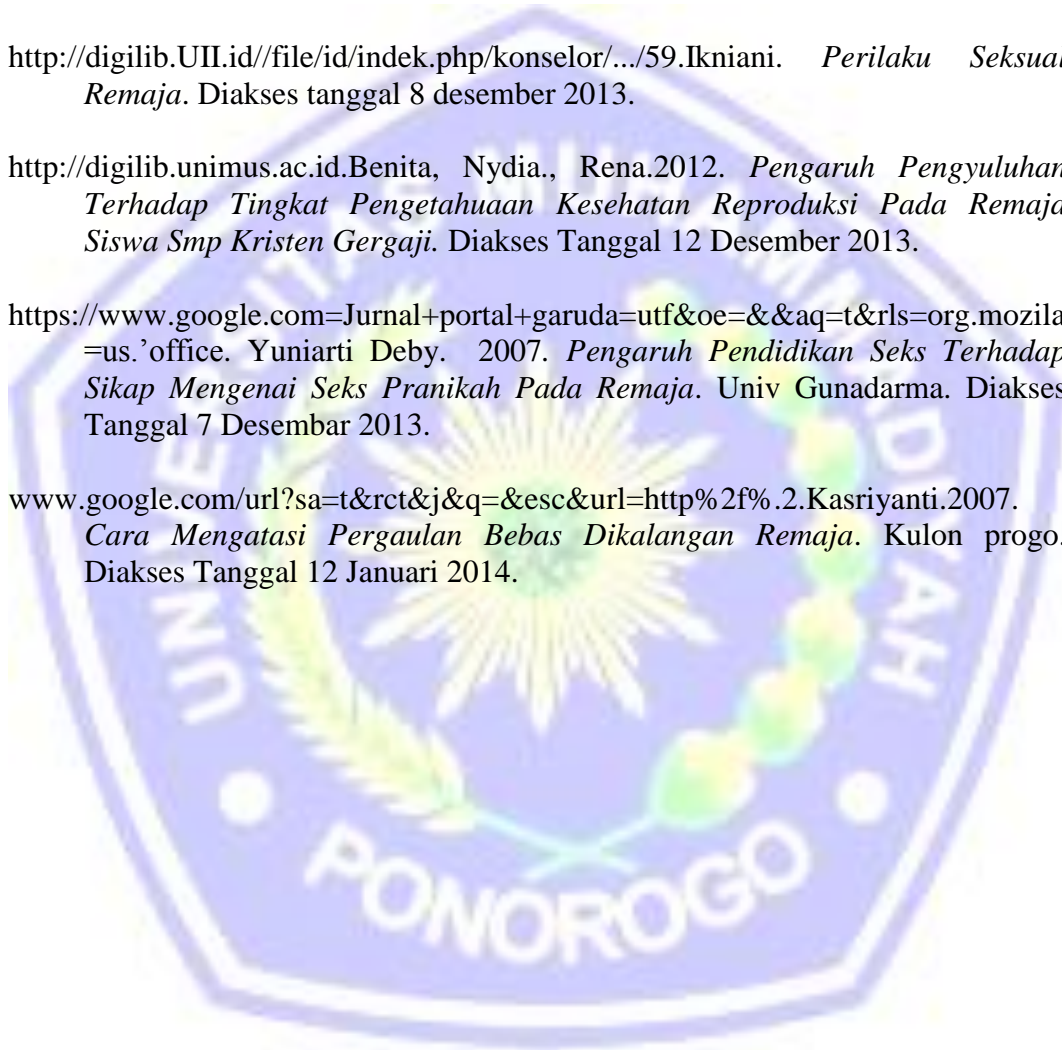 http://digilib.UII.id//file/id/indek.php/konselor/.../59.Ikniani. Perilaku Seksual
Remaja. Diakses tanggal 8 desember 2013.
http://digilib.unimus.ac.id.Benita, Nydia., Rena.2012. Pengaruh Pengyuluhan
Terhadap Tingkat Pengetahuaan Kesehatan Reproduksi Pada Remaja
Siswa Smp Kristen Gergaji. Diakses Tanggal 12 Desember 2013.
https://www.google.com=Jurnal+portal+garuda=utf&oe=&&aq=t&rls=org.mozila
=us.’office. Yuniarti Deby. 2007. Pengaruh Pendidikan Seks Terhadap
Sikap Mengenai Seks Pranikah Pada Remaja. Univ Gunadarma. Diakses
Tanggal 7 Desembar 2013.
www.google.com/url?sa=t&rct&j&q=&esc&url=http%2f%.2.Kasriyanti.2007.
Cara Mengatasi Pergaulan Bebas Dikalangan Remaja. Kulon progo.
Diakses Tanggal 12 Januari 2014.
UNIVERSITAS MUHAMMADIYAH
PONOROGO